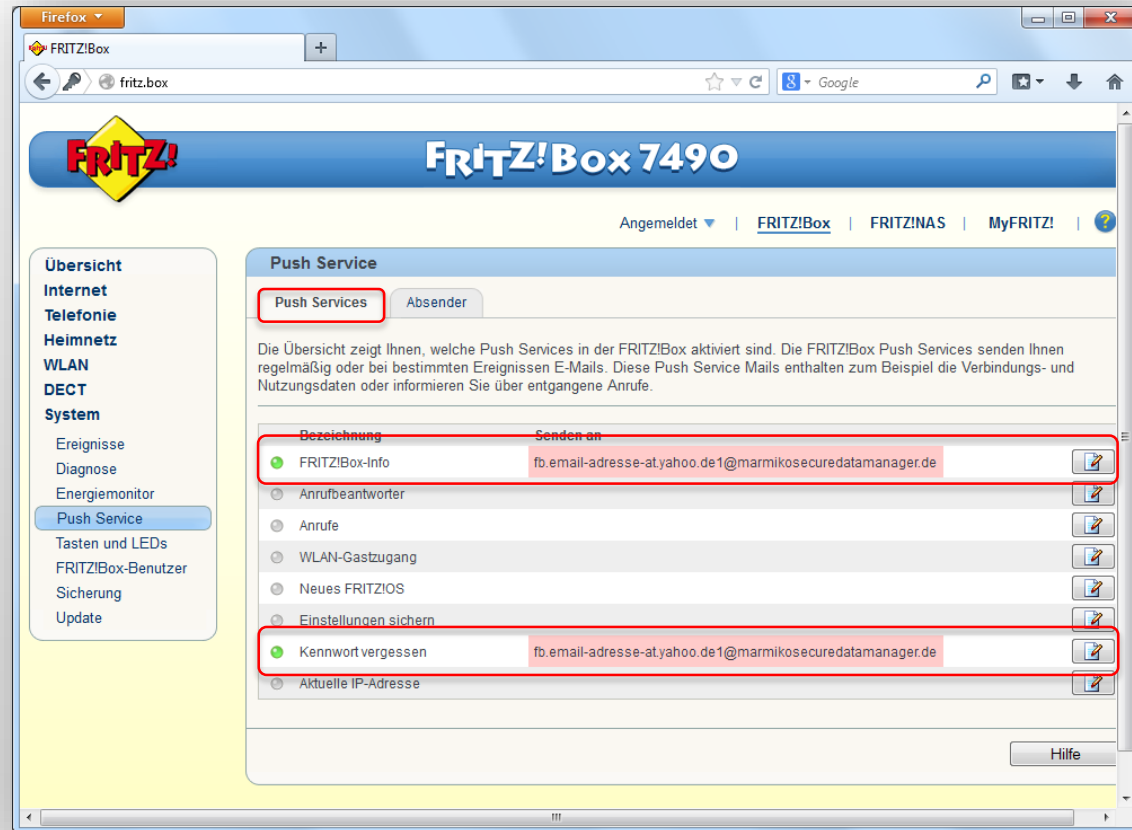 Firefox
FRITZ!Box
fritz.box
Google
FRITZ!
FRITZ!Box 7490
Angemeldet | FRITZ!Box | FRITZ!NAS | MyFRITZ! | ?
Übersicht
Internet
Telefonie
Heimnetz
WLAN
DECT
System
Ereignisse
Diagnose
Energiemonitor
Push Service
Tasten und LEDs
FRITZ!Box-Benutzer
Sicherung
Update
Push Service
Push Services Absender
Die Übersicht zeigt Ihnen, welche Push Services in der FRITZ!Box aktiviert sind. Die FRITZ!Box Push Services senden Ihnen
regelmäßig oder bei bestimmten Ereignissen E-Mails. Diese Push Service Mails enthalten zum Beispiel die Verbindungs- und
Nutzungsdaten oder informieren Sie über entgangene Anrufe.
Bezeichnung Senden an
FRITZ!Box-Info fb.email-adresse-at.yahoo.de1@marmikosecuredatamanager.de
Anrufbeantworter
Anrufe
WLAN-Gastzugang
Neues FRITZ!OS
Einstellungen sichern
Kennwort vergessen fb.email-adresse-at.yahoo.de1@marmikosecuredatamanager.de
Aktuelle IP-Adresse
Hilfe